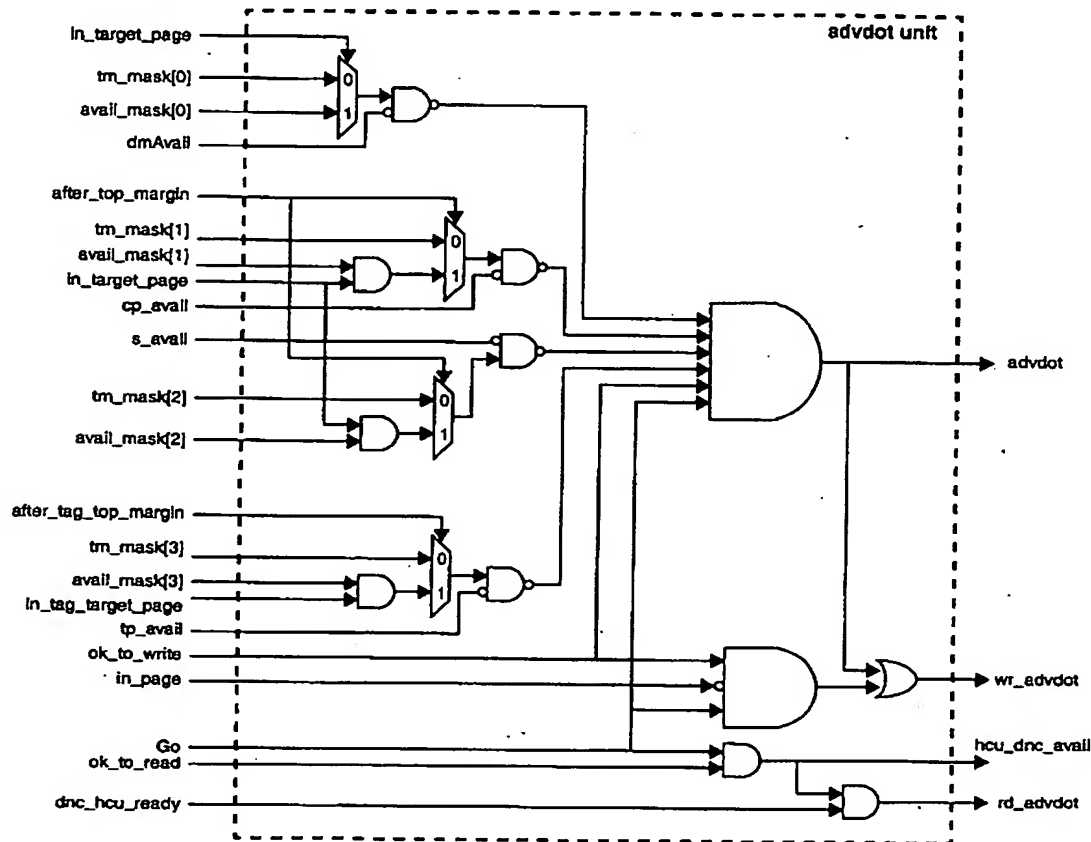 advdot unit
in_target_page
tm_mask[0]
0
avail_mask[0]
1
dmAvail
after_top_margin
tm_mask[1]
0
avail_mask[1]
1
in_target_page
cp_avail
s_avail
tm_mask[2]
0
avail_mask[2]
1
advdot
after_tag_top_margin
tm_mask[3]
0
avail_mask[3]
1
in_tag_target_page
tp_avail
ok_to_write
in_page
wr_advdot
Go
hcu_dnc_avail
ok_to_read
dnc_hcu_ready
rd_advdot